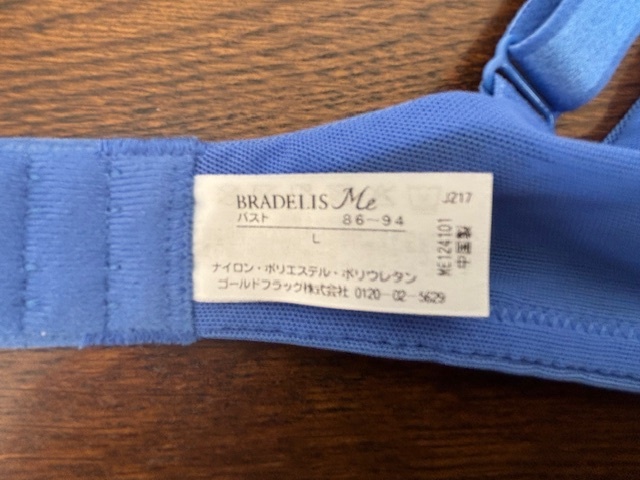 BRADELIS Me
J217
バスト 86-94
L
ナイロン・ポリエステル・ポリウレタン
ゴールドフラッグ株式会社 0120-02-5629
ME124101
中国製